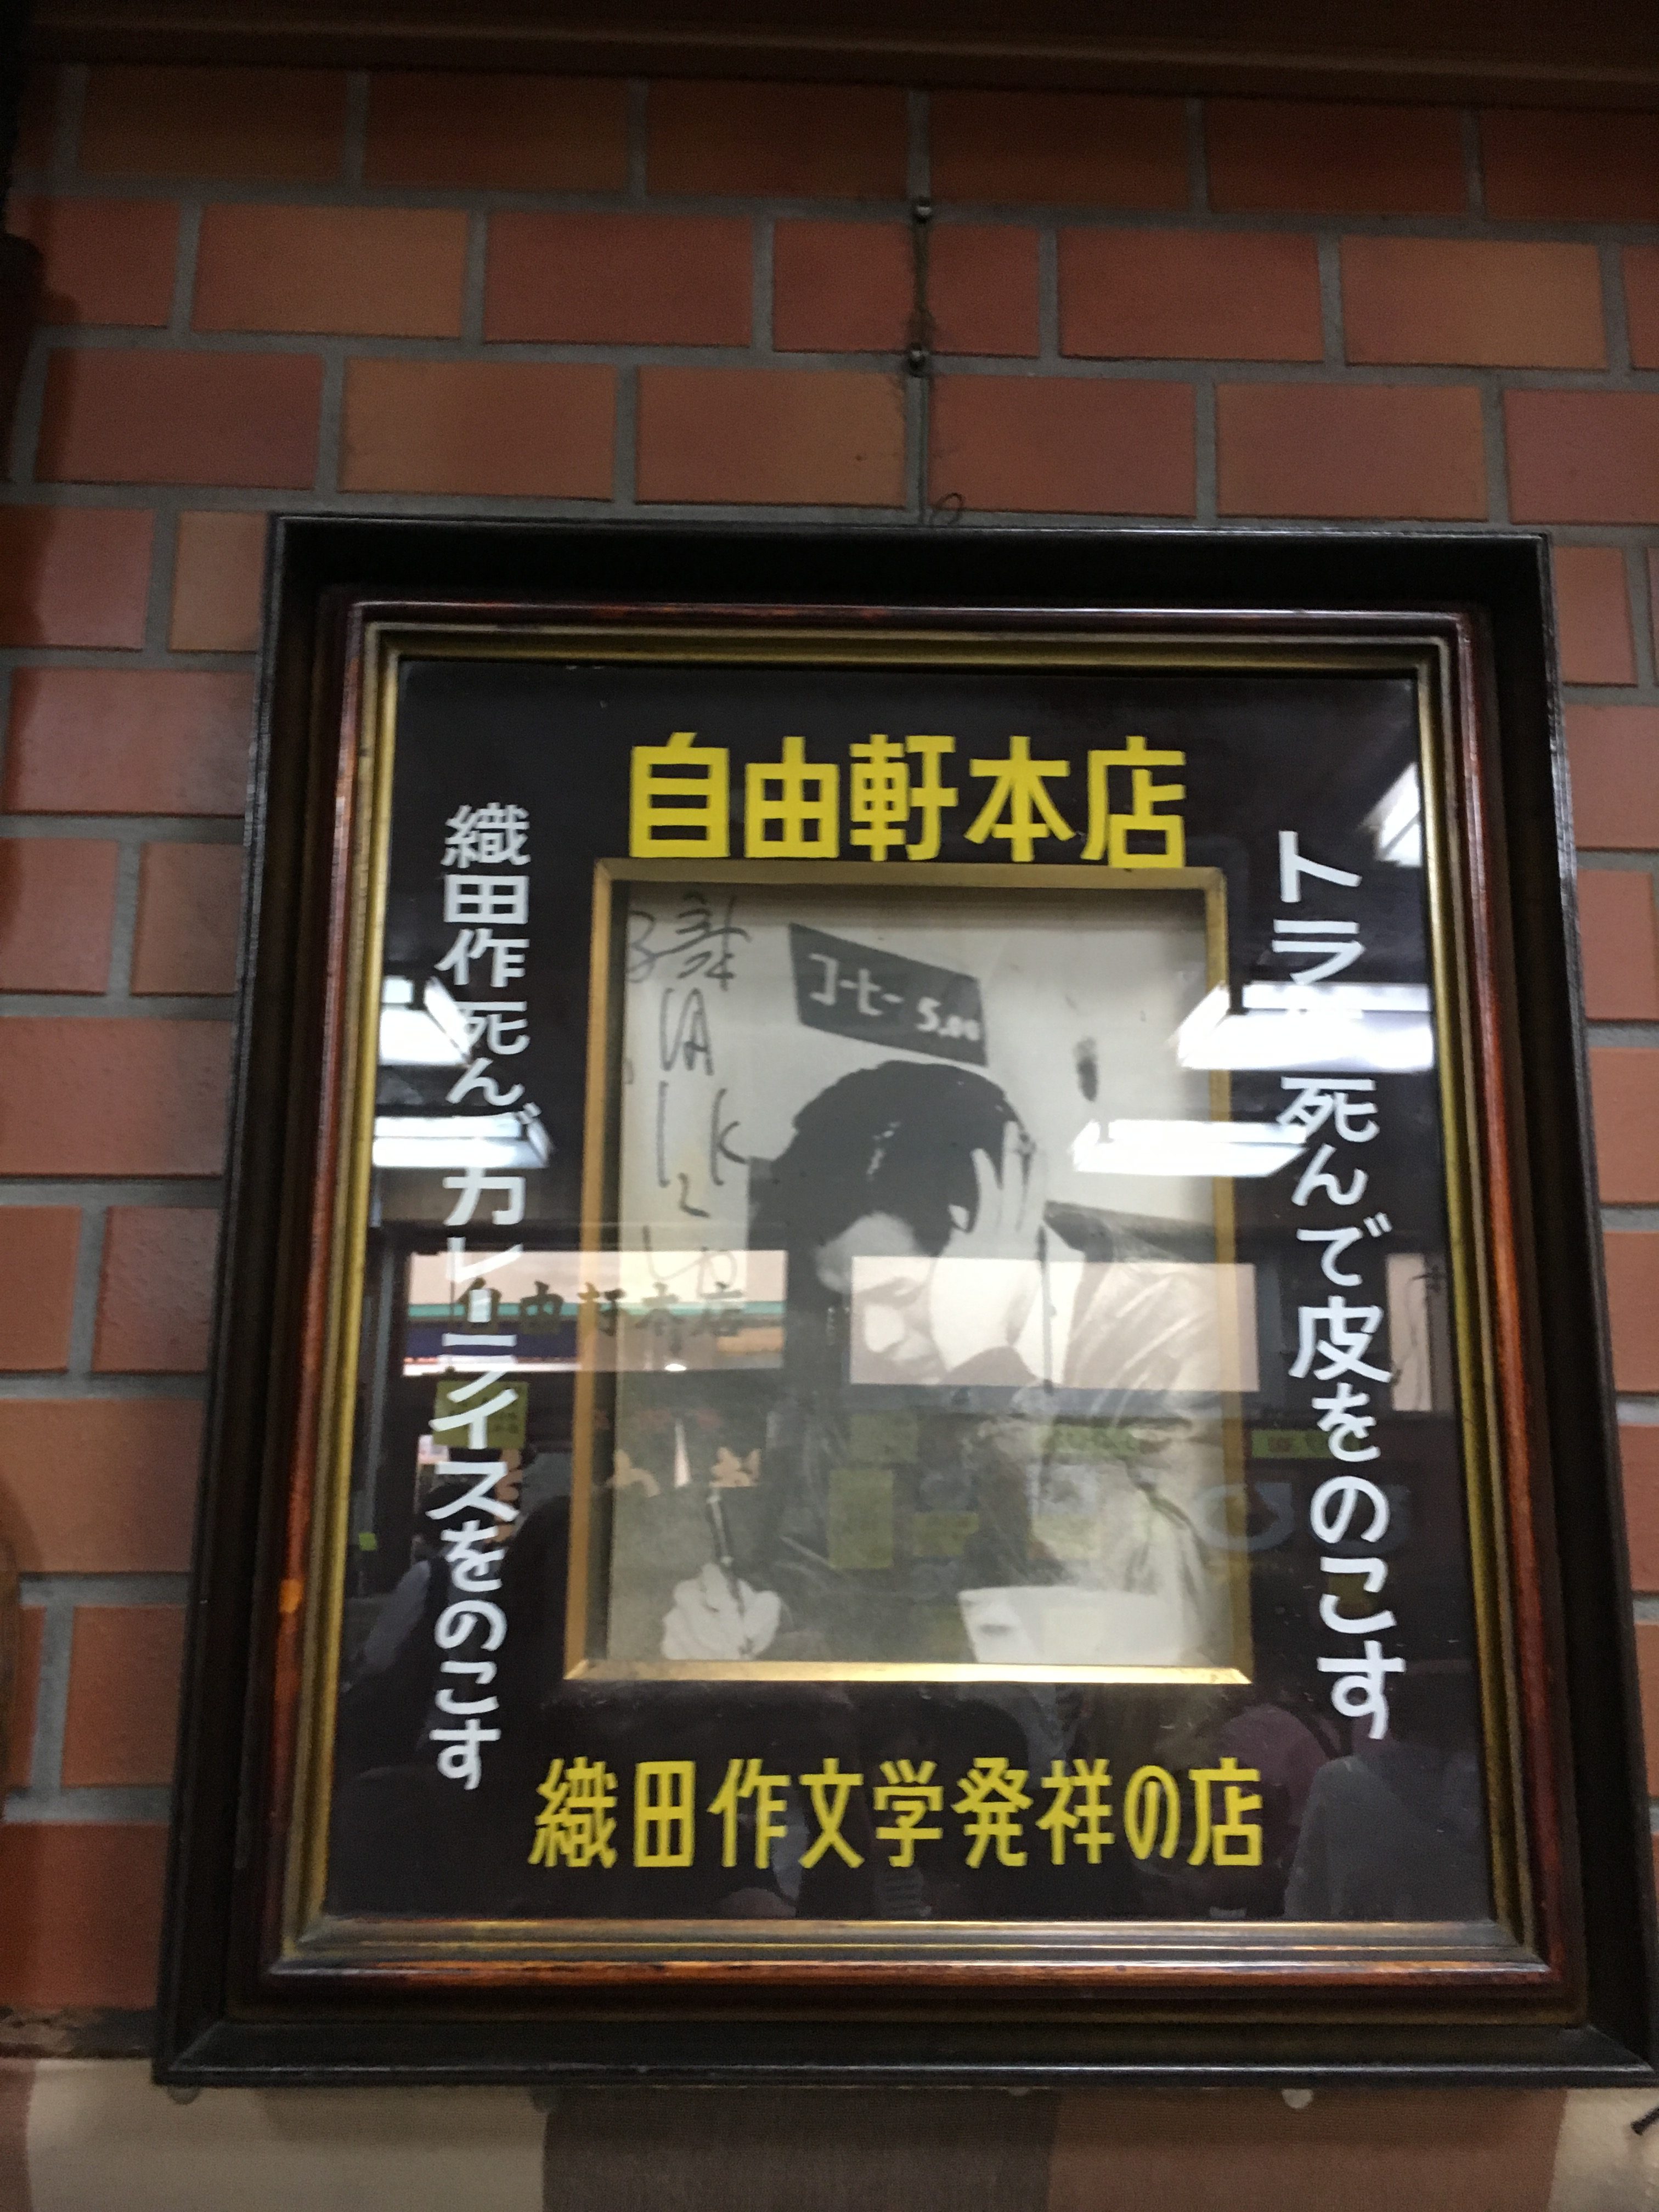 自由軒本店
トラ 死んで皮をのこす
織田作死んでカレーライスをのこす
コーヒー 5.00
織田作文学発祥の店